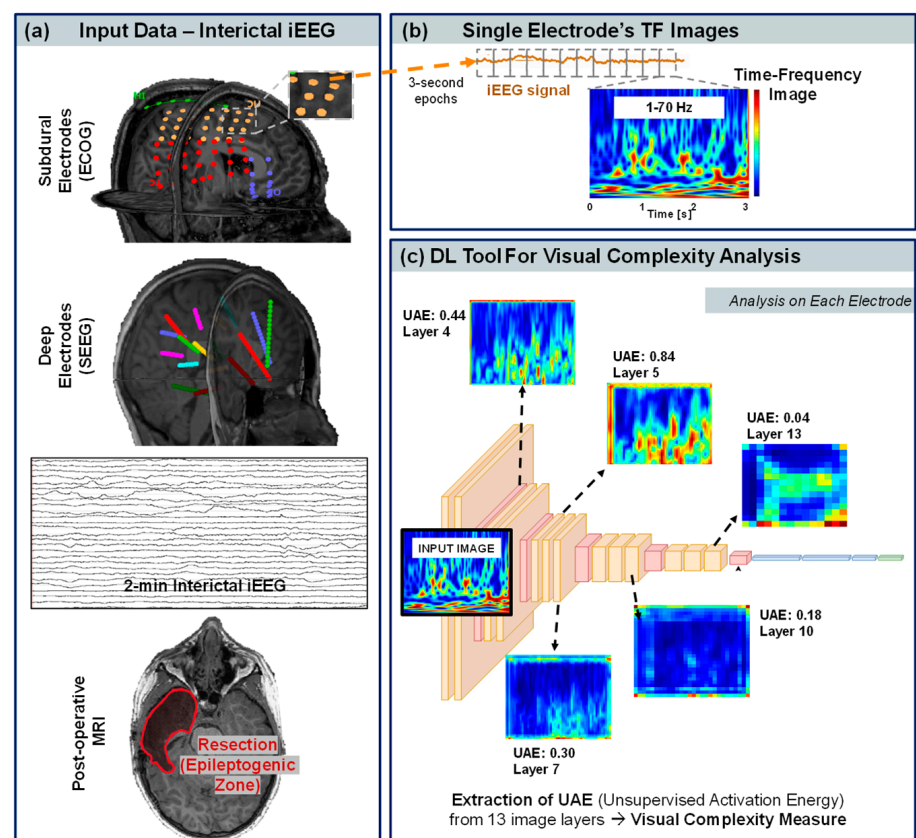 (a) Input Data – Interictal iEEG
Subdural
Electrodes
(ECOG)
Deep
Electrodes
(SEEG)
2-min Interictal iEEG
Post-operative
MRI
Resection
(Epileptogenic
Zone)
(b) Single Electrode's TF Images
3-second
epochs
iEEG signal
Time-Frequency
Image
1-70 Hz
0 1 2 3
Time [s]
(c) DL Tool For Visual Complexity Analysis
Analysis on Each Electrode
UAE: 0.44
Layer 4
UAE: 0.84
Layer 5
UAE: 0.04
Layer 13
INPUT IMAGE
UAE: 0.18
Layer 10
UAE: 0.30
Layer 7
Extraction of UAE (Unsupervised Activation Energy)
from 13 image layers → Visual Complexity Measure